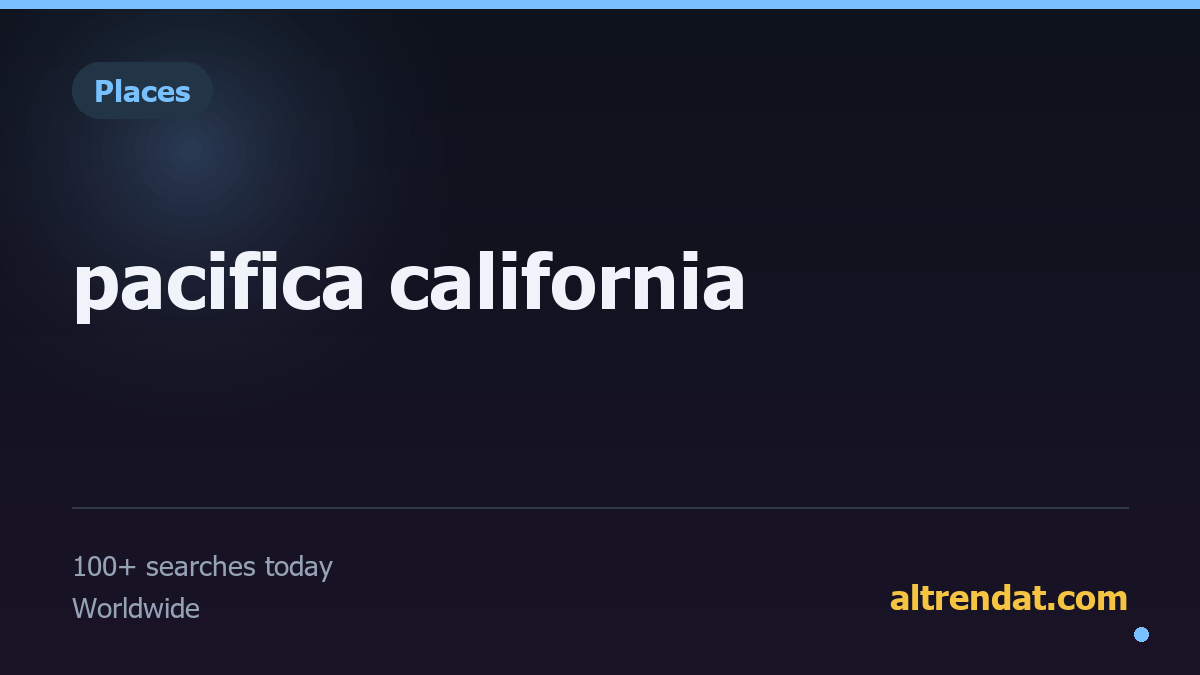 Places
pacifica california
100+ searches today
Worldwide
altrendat.com